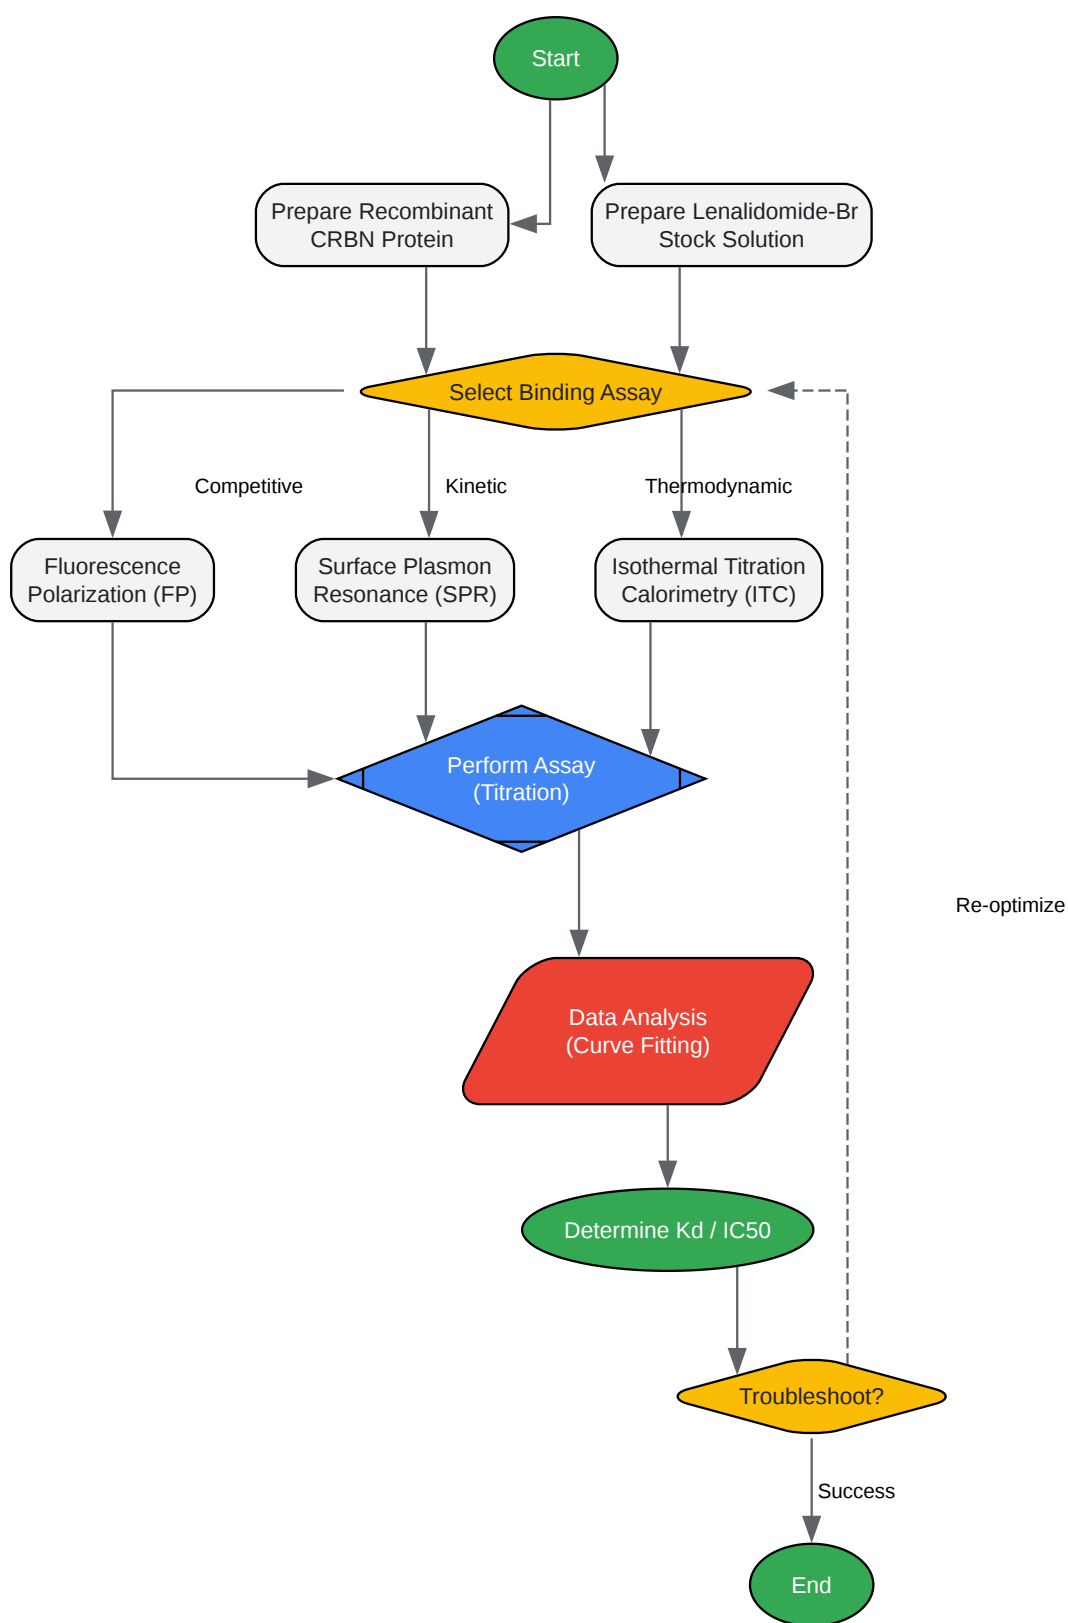 Start
Prepare Recombinant
CRBN Protein
Prepare Lenalidomide-Br
Stock Solution
Select Binding Assay
Competitive
Kinetic
Thermodynamic
Fluorescence
Polarization (FP)
Surface Plasmon
Resonance (SPR)
Isothermal Titration
Calorimetry (ITC)
Perform Assay
(Titration)
Re-optimize
Data Analysis
(Curve Fitting)
Determine Kd / IC50
Troubleshoot?
Success
End